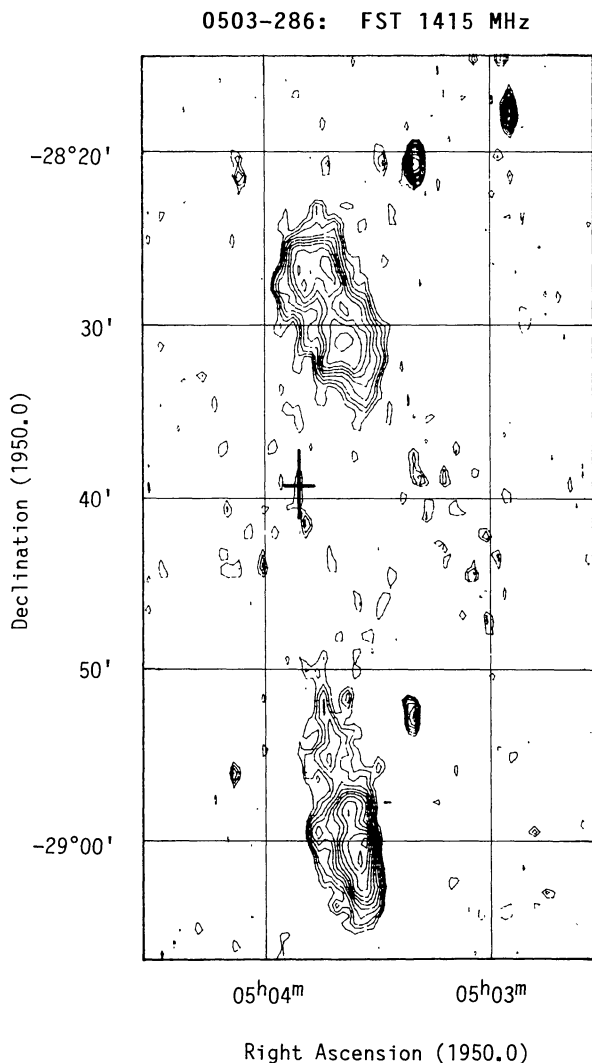 0503-286: FST 1415 MHz
-28°20'
30'
40'
50'
-29°00'
05ʰ04ᵐ
05ʰ03ᵐ
Declination (1950.0)
Right Ascension (1950.0)